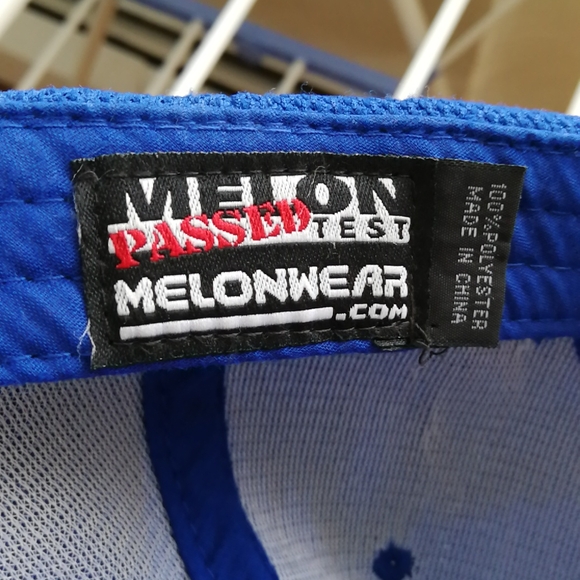 MELON
PASSED TEST
MELONWEAR
.COM
100% POLYESTER
MADE IN CHINA